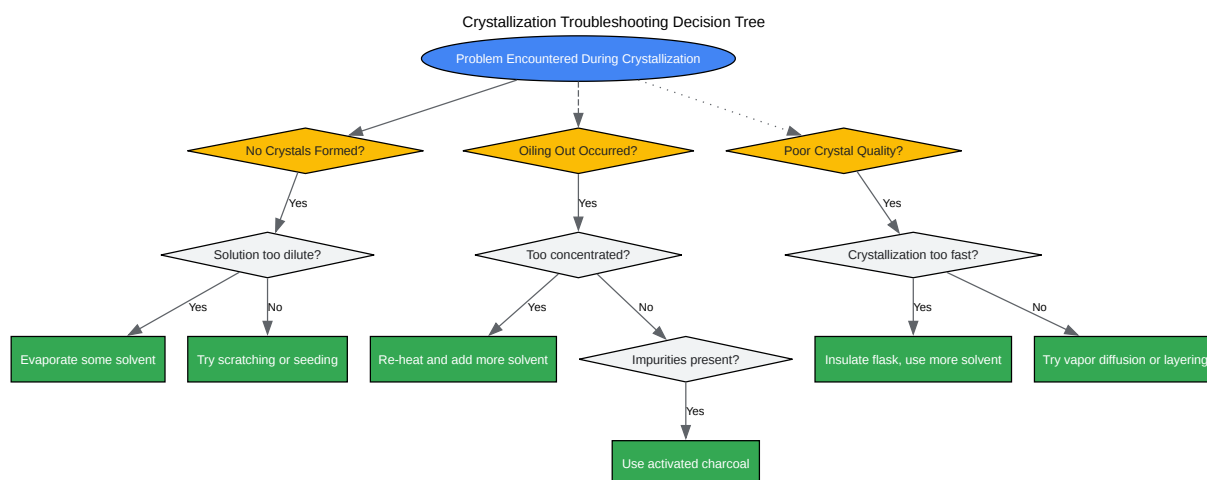 Crystallization Troubleshooting Decision Tree
Problem Encountered During Crystallization
No Crystals Formed?
Oiling Out Occurred?
Poor Crystal Quality?
Yes
Yes
Yes
Solution too dilute?
Too concentrated?
Crystallization too fast?
Yes
No
Yes
No
Yes
No
Evaporate some solvent
Try scratching or seeding
Re-heat and add more solvent
Impurities present?
Insulate flask, use more solvent
Try vapor diffusion or layering
Yes
Use activated charcoal